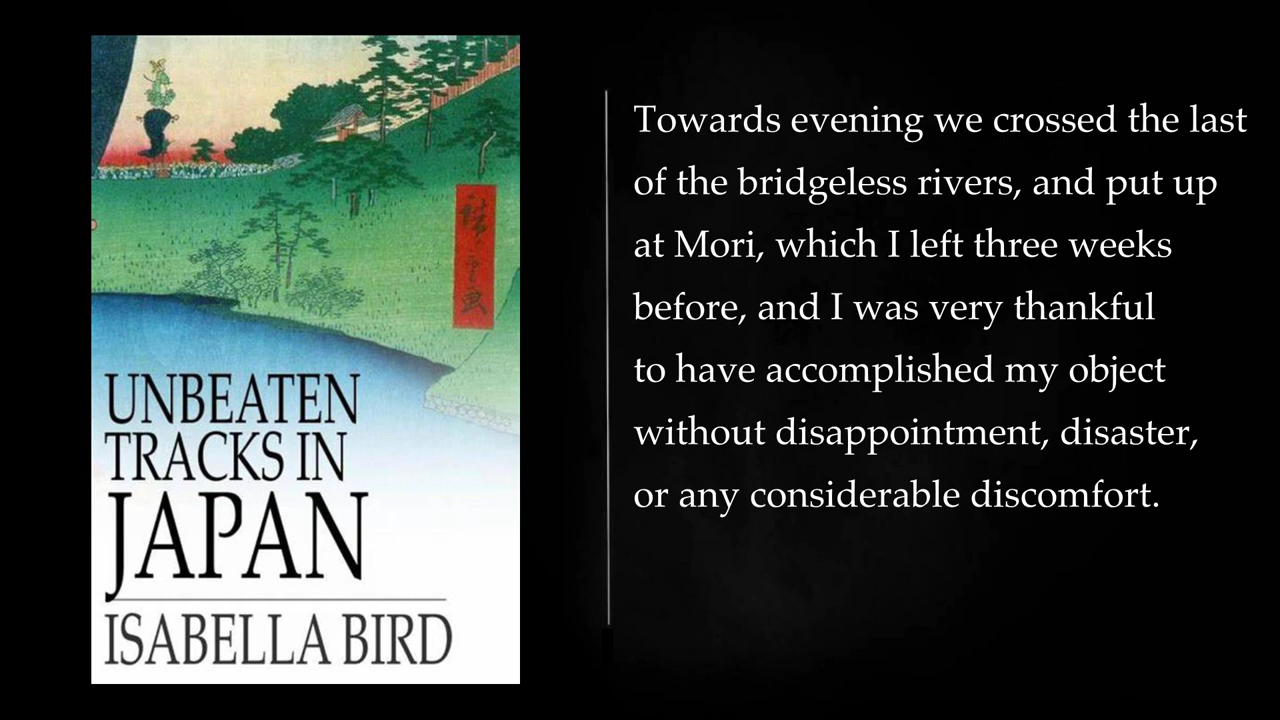 UNBEATEN
TRACKS IN
JAPAN
ISABELLA BIRD
Towards evening we crossed the last
of the bridgeless rivers, and put up
at Mori, which I left three weeks
before, and I was very thankful
to have accomplished my object
without disappointment, disaster,
or any considerable discomfort.